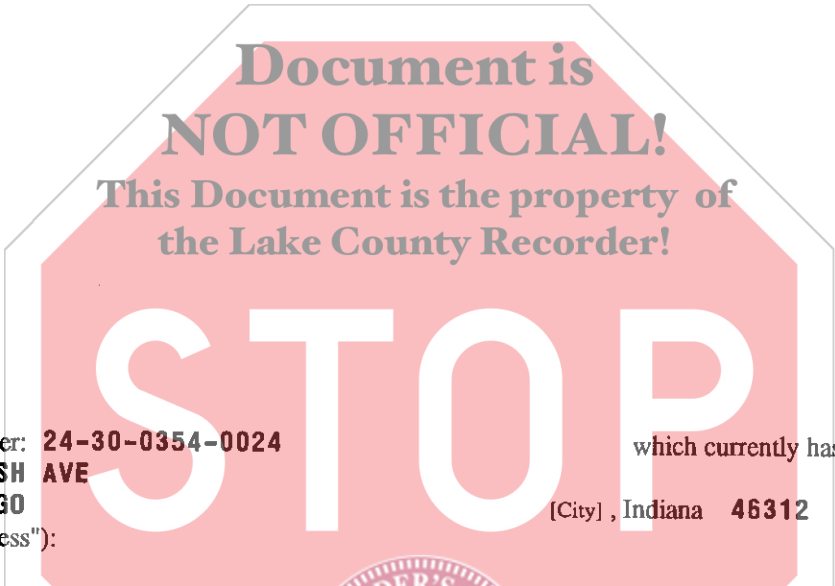 Document is
NOT OFFICIAL!
This Document is the property of
the Lake County Recorder!
STOP
er: 24-30-0354-0024 which currently has
SH AVE
GO [City] , Indiana 46312
ess"):
DER'S